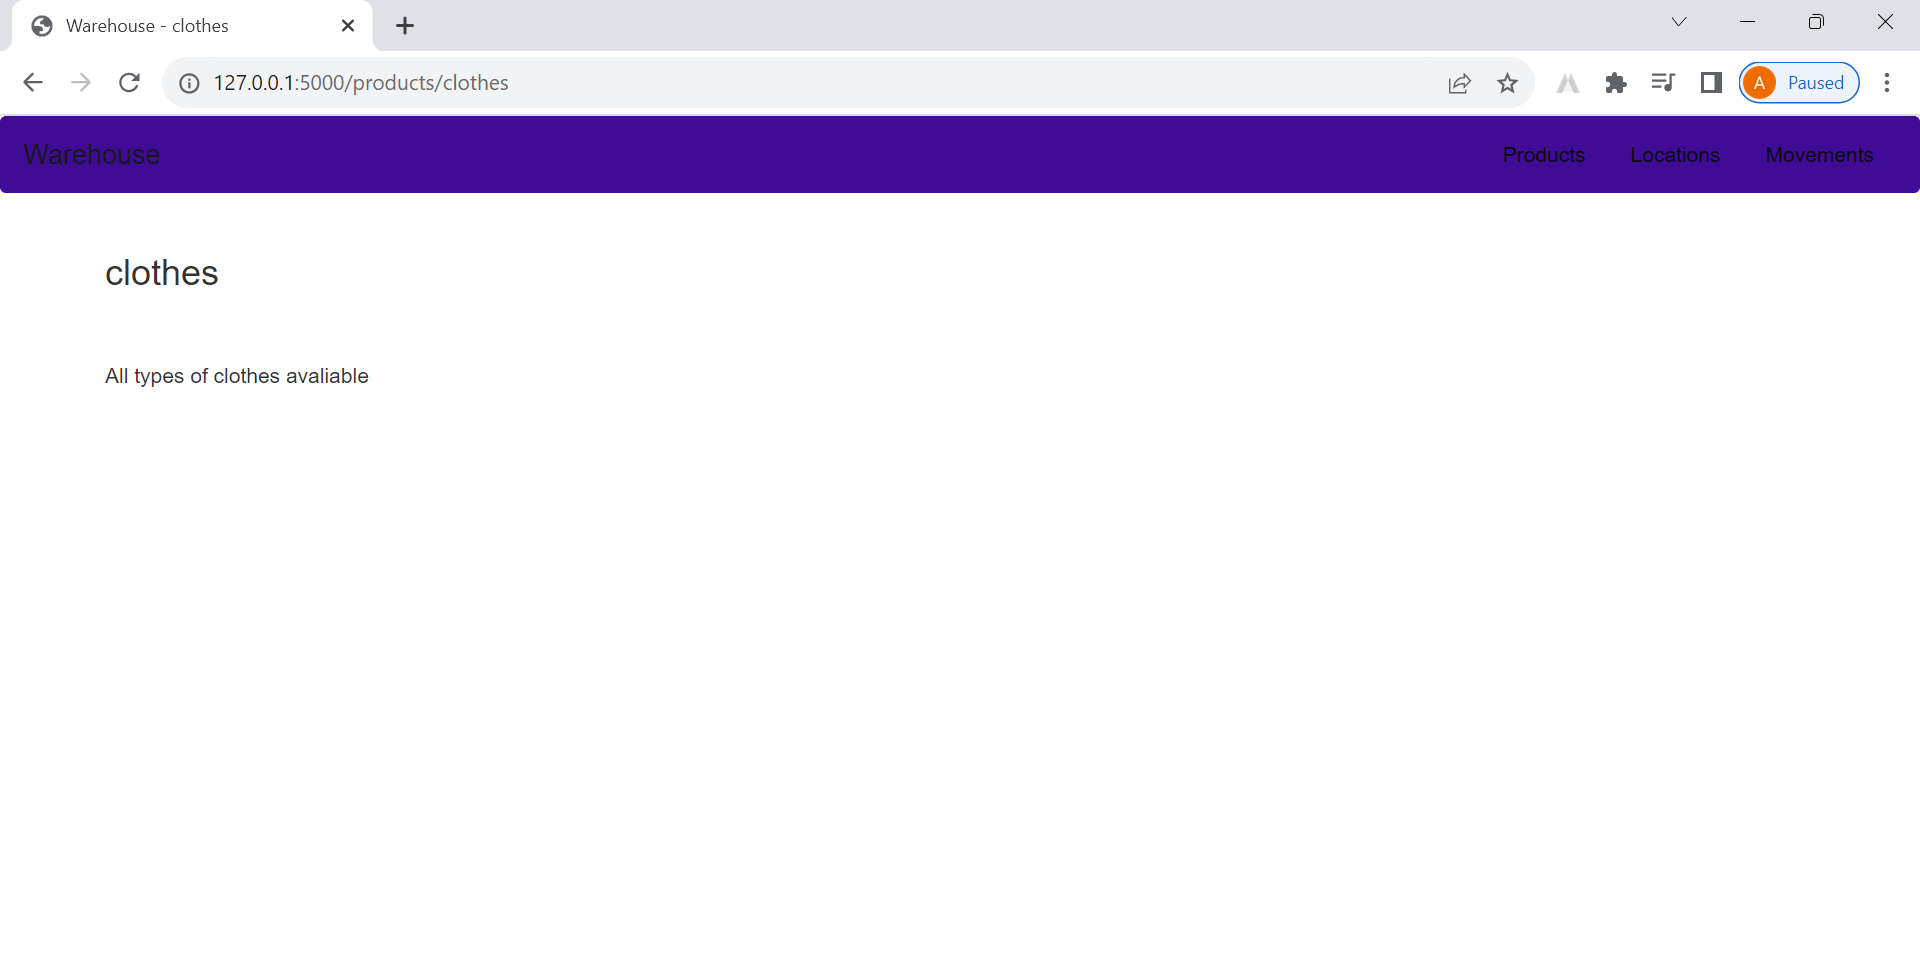 Warehouse - clothes
127.0.0.1:5000/products/clothes
A Paused
Warehouse
Products Locations Movements
clothes
All types of clothes avaliable